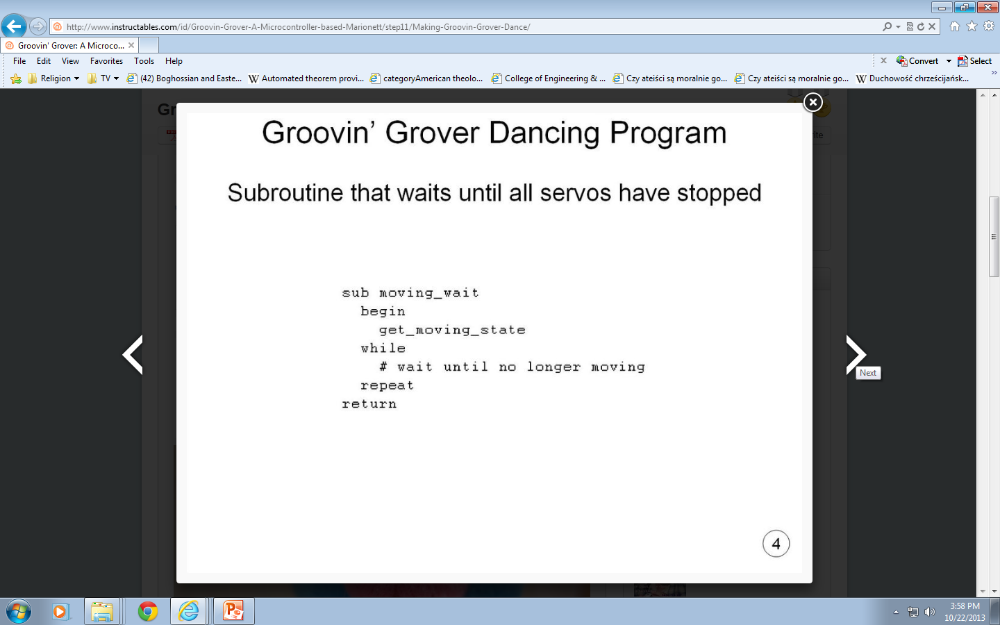 http://www.instructables.com/id/Groovin-Grover-A-Microcontroller-based-Marionett/step11/Making-Groovin-Grover-Dance/
Groovin' Grover: A Microco...
File Edit View Favorites Tools Help
Convert Select
Religion TV (42) Boghossian and Easte... Automated theorem provi... categoryAmerican theolo... College of Engineering & ... Czy ateiści są moralnie go... Czy ateiści są moralnie go... Duchowość chrześcijańsk...
Groovin’ Grover Dancing Program
Subroutine that waits until all servos have stopped
sub moving_wait
begin
get_moving_state
while
# wait until no longer moving
repeat
return
Next
4
3:58 PM
10/22/2013